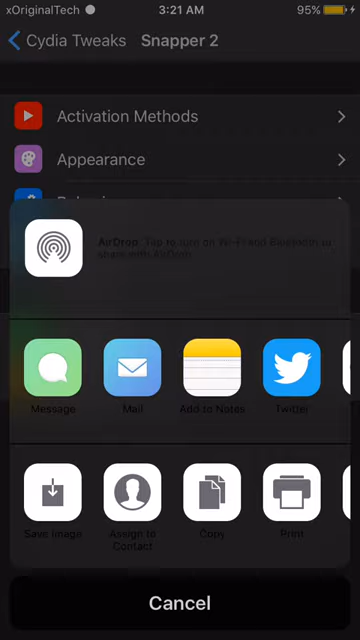 xOriginalTech 3:21 AM 95%
Cydia Tweaks Snapper 2
Activation Methods
Appearance
AirDrop. Tap to turn on Wi-Fi and Bluetooth to
share with AirDrop.
Message Mail Add to Notes Twitter
Save Image Assign to Copy Print
Contact
Cancel